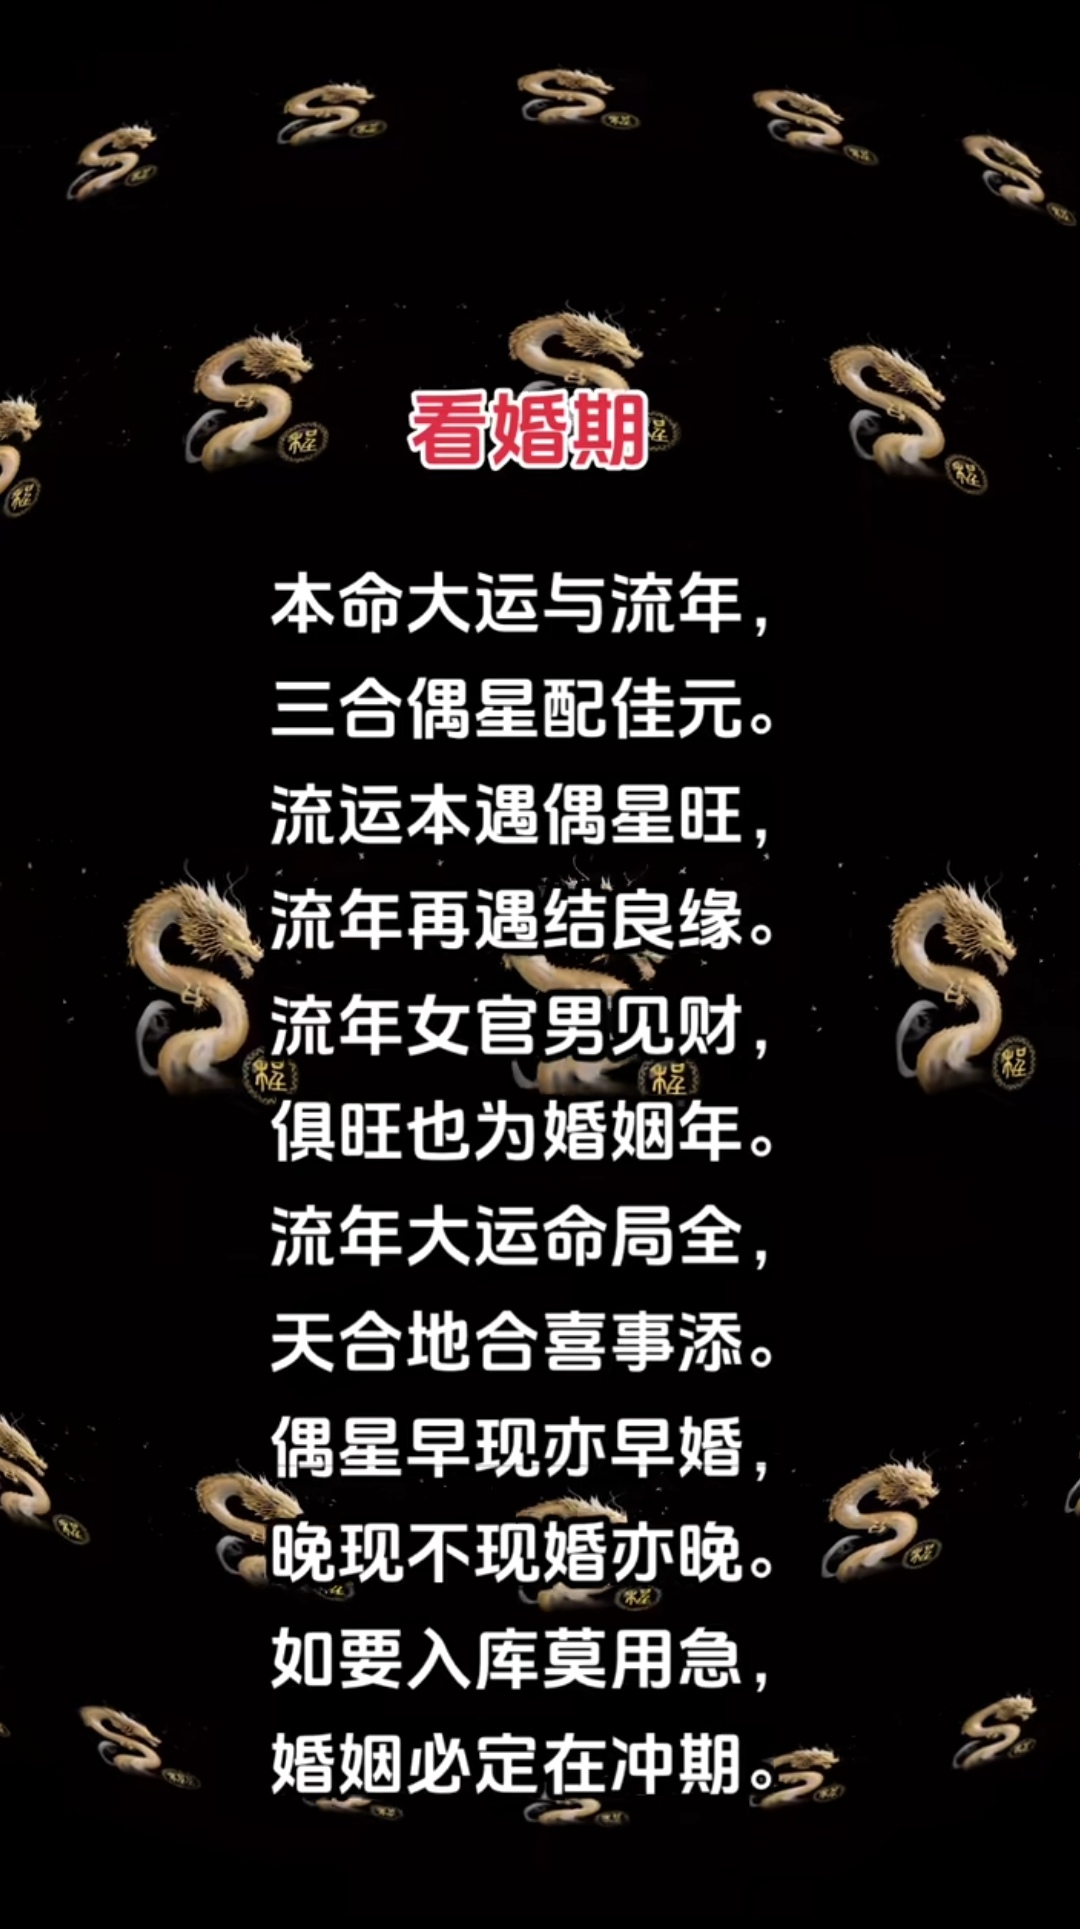 看婚期
本命大运与流年，
三合偶星配佳元。
流运本遇偶星旺，
流年再遇结良缘。
流年女官男见财，
俱旺也为婚姻年。
流年大运命局全，
天合地合喜事添。
偶星早现亦早婚，
晚现不现婚亦晚。
如要入库莫用急，
婚姻必定在冲期。